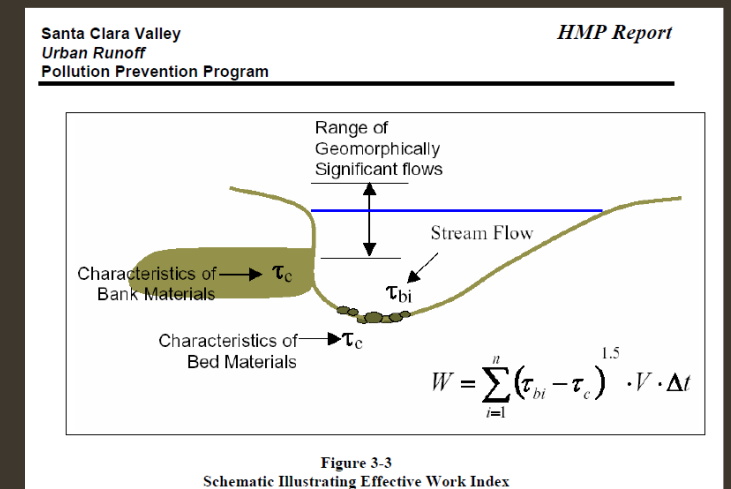 Santa Clara Valley
Urban Runoff
Pollution Prevention Program
HMP Report
Range of
Geomorphically
Significant flows
Stream Flow
Characteristics of
Bank Materials
τc
τbi
Characteristics of
Bed Materials
τc
W = ∑ⁿᵢ₌₁ (τbi − τc)^1.5 · V · Δt
Figure 3-3
Schematic Illustrating Effective Work Index